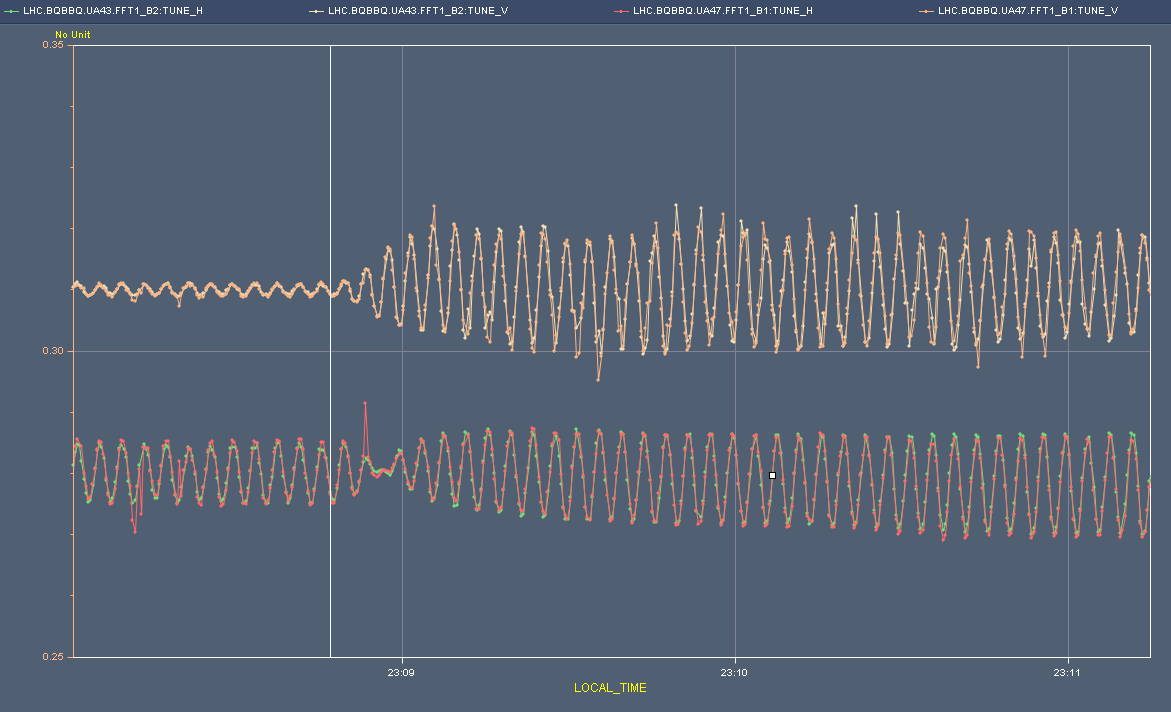 LHC.BQBBQ.UA43.FFT1_B2:TUNE_H LHC.BQBBQ.UA43.FFT1_B2:TUNE_V LHC.BQBBQ.UA47.FFT1_B1:TUNE_H LHC.BQBBQ.UA47.FFT1_B1:TUNE_V
No Unit
0.35
0.30
0.25
23:09 23:10 23:11
LOCAL_TIME